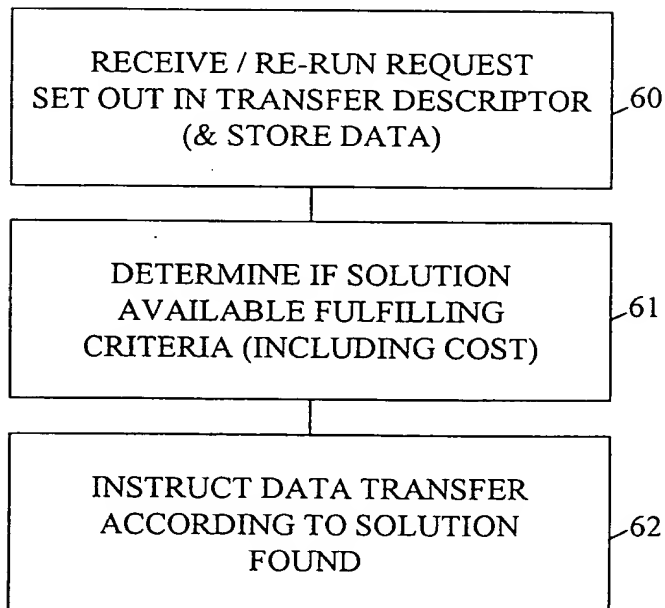 RECEIVE / RE-RUN REQUEST
SET OUT IN TRANSFER DESCRIPTOR
(& STORE DATA)
60
DETERMINE IF SOLUTION
AVAILABLE FULFILLING
CRITERIA (INCLUDING COST)
61
INSTRUCT DATA TRANSFER
ACCORDING TO SOLUTION
FOUND
62